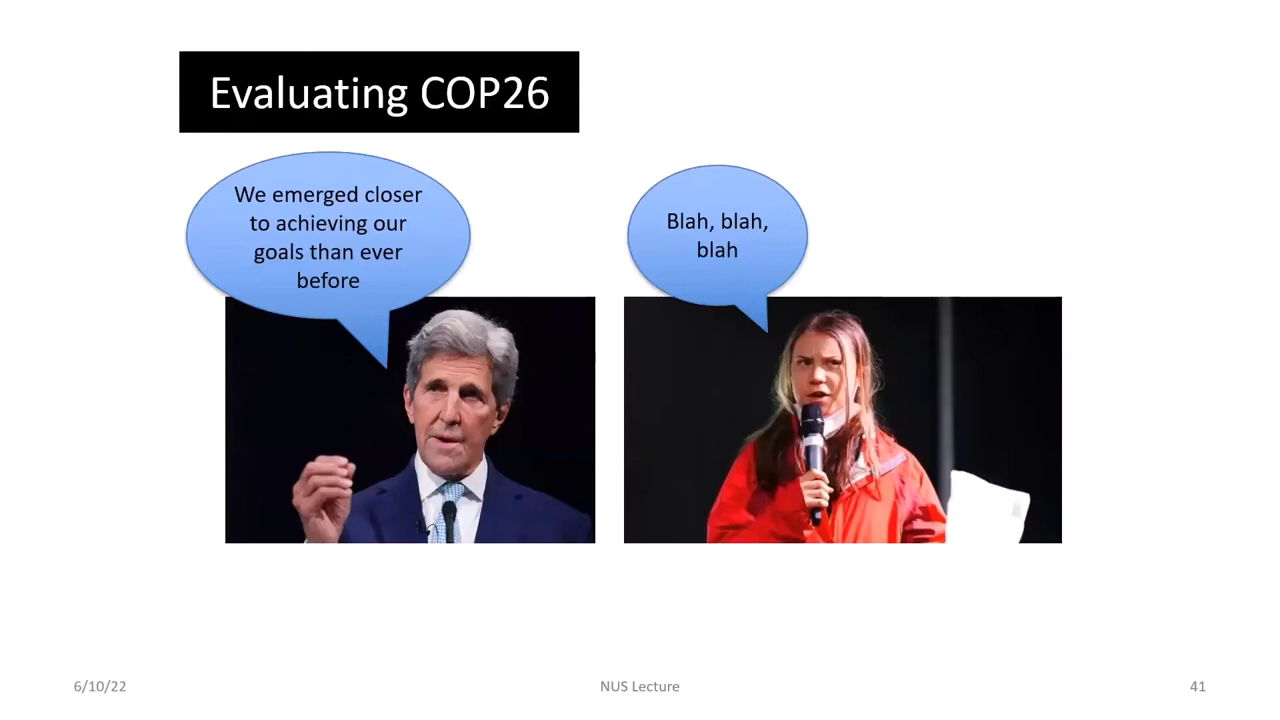 Evaluating COP26
We emerged closer
to achieving our
goals than ever
before
Blah, blah,
blah
6/10/22
NUS Lecture
41